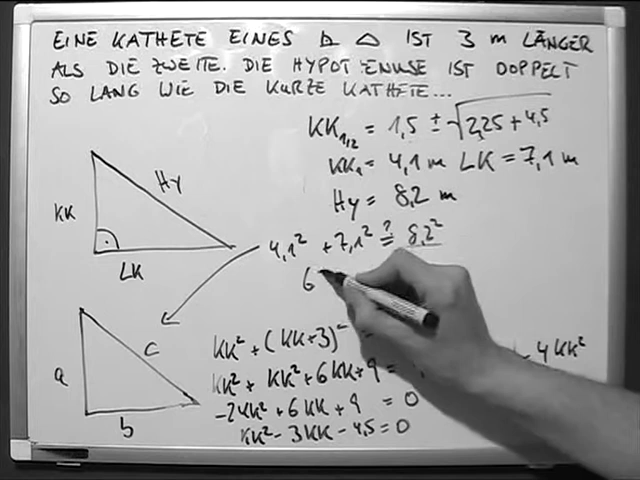 EINE KATHETE EINES ⊿ △ IST 3 m LÄNGER
ALS DIE ZWEITE. DIE HYPOTENUSE IST DOPPELT
SO LANG WIE DIE KURZE KATHETE...
KK₁/₂ = 1,5 ± √2,25 + 4,5
KK₁ = 4,1 m LK = 7,1 m
Hy = 8,2 m
KK
Hy
LK
4,1² + 7,1² ≟ 8,2²
6
a
c
b
KK² + (KK+3)² = 4KK²
KK² + KK² + 6KK + 9 =
-2KK² + 6KK + 9 = 0
KK² - 3KK - 4,5 = 0